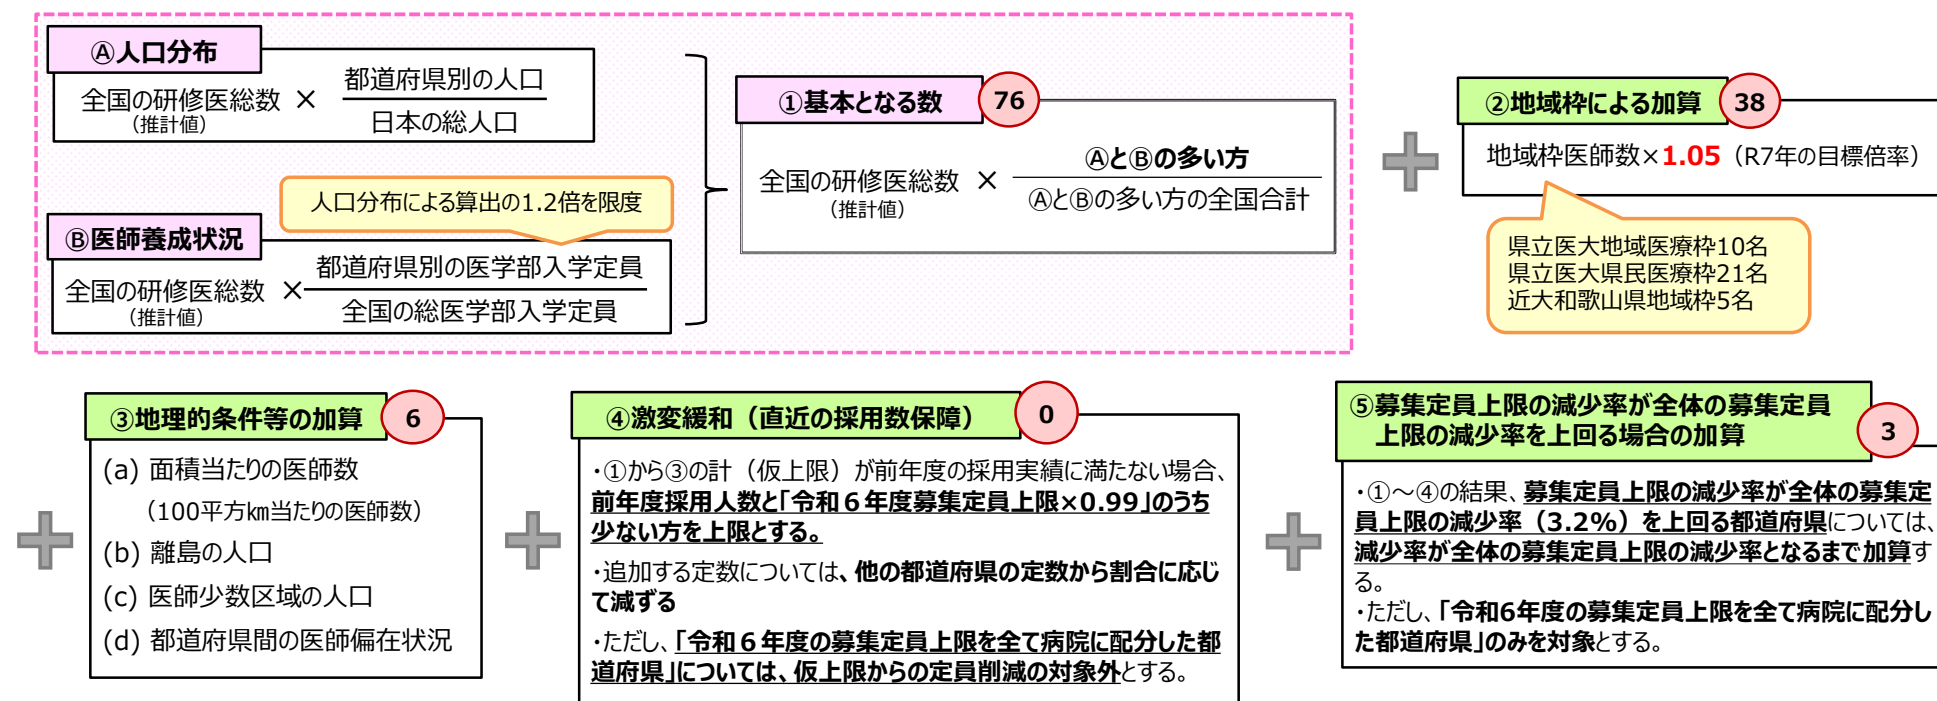 Ⓐ人口分布
全国の研修医総数 × 都道府県別の人口
（推計値） 日本の総人口
人口分布による算出の1.2倍を限度
Ⓑ医師養成状況
全国の研修医総数 × 都道府県別の医学部入学定員
（推計値） 全国の総医学部入学定員
①基本となる数 76
全国の研修医総数 × ⒶとⒷの多い方
（推計値） ⒶとⒷの多い方の全国合計
②地域枠による加算 38
地域枠医師数×1.05（R7年の目標倍率）
県立医大地域医療枠10名
県立医大県民医療枠21名
近大和歌山県地域枠5名
③地理的条件等の加算 6
(a) 面積当たりの医師数
（100平方㎞当たりの医師数）
(b) 離島の人口
(c) 医師少数区域の人口
(d) 都道府県間の医師偏在状況
④激変緩和（直近の採用数保障） 0
・①から③の計（仮上限）が前年度の採用実績に満たない場合、
前年度採用人数と「令和６年度募集定員上限×0.99」のうち
少ない方を上限とする。
・追加する定数については、他の都道府県の定数から割合に応じ
て減ずる
・ただし、「令和６年度の募集定員上限を全て病院に配分した都
道府県」については、仮上限からの定員削減の対象外とする。
⑤募集定員上限の減少率が全体の募集定員
上限の減少率を上回る場合の加算 3
・①～④の結果、募集定員上限の減少率が全体の募集定
員上限の減少率（3.2%）を上回る都道府県については、
減少率が全体の募集定員上限の減少率となるまで加算す
る。
・ただし、「令和6年度の募集定員上限を全て病院に配分し
た都道府県」のみを対象とする。